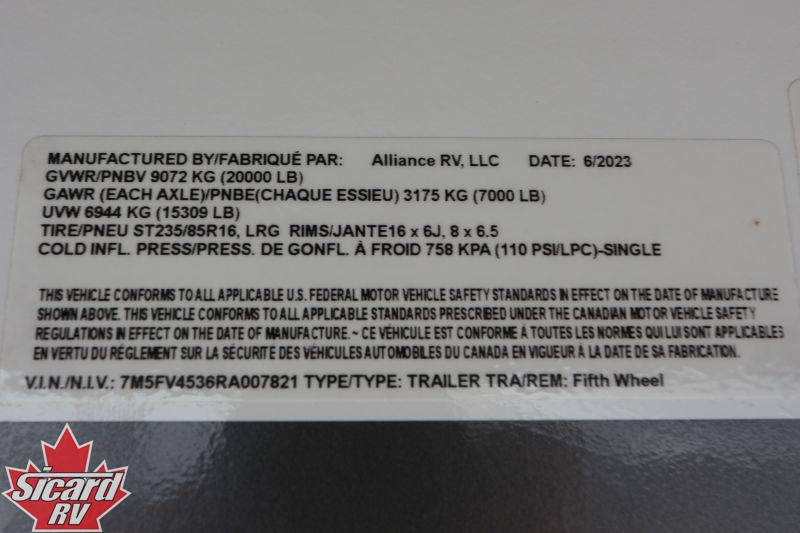 MANUFACTURED BY/FABRIQUÉ PAR: Alliance RV, LLC DATE: 6/2023
GVWR/PNBV 9072 KG (20000 LB)
GAWR (EACH AXLE)/PNBE(CHAQUE ESSIEU) 3175 KG (7000 LB)
UVW 6944 KG (15309 LB)
TIRE/PNEU ST235/85R16, LRG RIMS/JANTE16 x 6J, 8 x 6.5
COLD INFL. PRESS/PRESS. DE GONFL. À FROID 758 KPA (110 PSI/LPC)-SINGLE
THIS VEHICLE CONFORMS TO ALL APPLICABLE U.S. FEDERAL MOTOR VEHICLE SAFETY STANDARDS IN EFFECT ON THE DATE OF MANUFACTURE
SHOWN ABOVE. THIS VEHICLE CONFORMS TO ALL APPLICABLE STANDARDS PRESCRIBED UNDER THE CANADIAN MOTOR VEHICLE SAFETY
REGULATIONS IN EFFECT ON THE DATE OF MANUFACTURE. ~ CE VÉHICULE EST CONFORME À TOUTES LES NORMES QUI LUI SONT APPLICABLES
EN VERTU DU RÉGLEMENT SUR LA SÉCURITÉ DES VÉHICULES AUTOMOBILES DU CANADA EN VIGUEUR À LA DATE DE SA FABRICATION.
V.I.N./N.I.V.: 7M5FV4536RA007821 TYPE/TYPE: TRAILER TRA/REM: Fifth Wheel
Sicard
RV